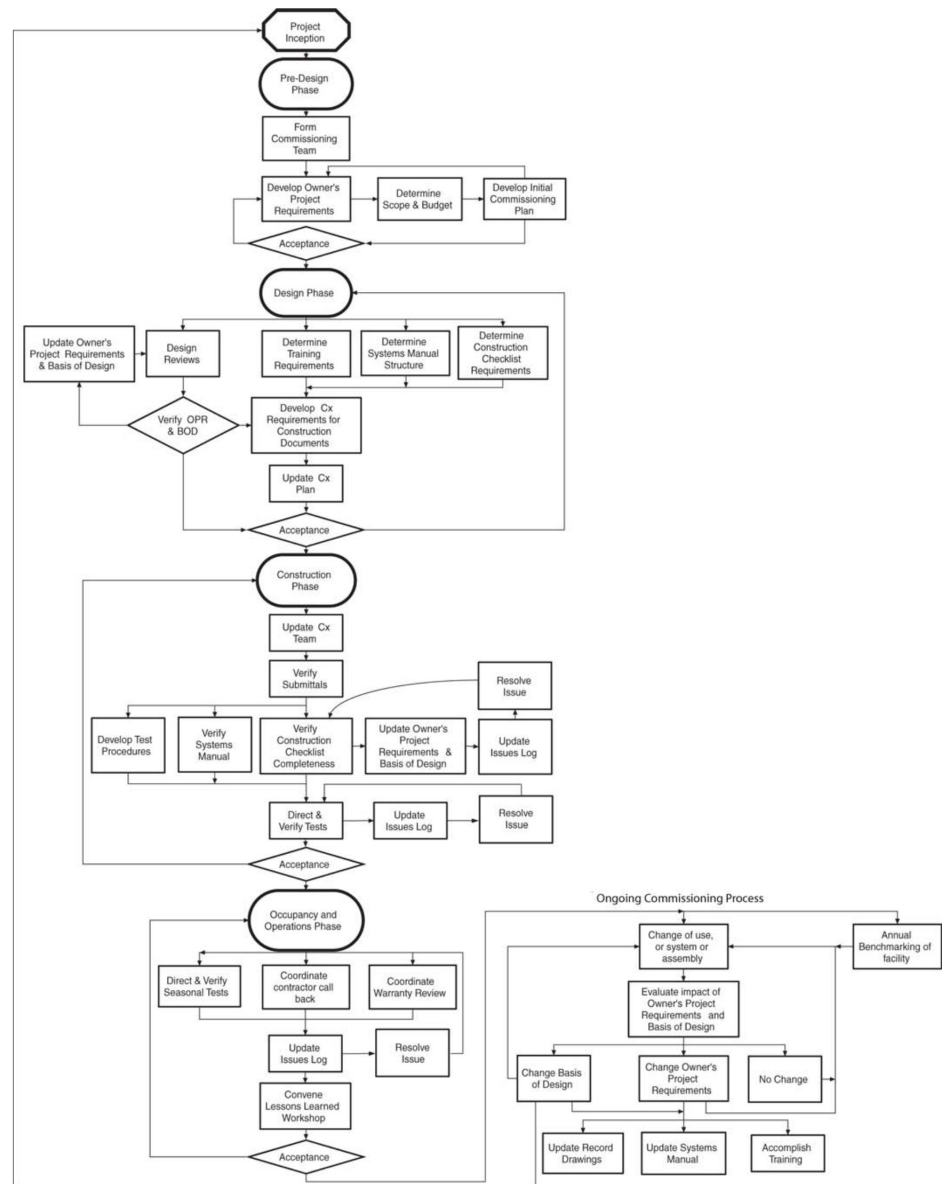 Project
Inception
Pre-Design
Phase
Form
Commissioning
Team
Develop Owner's
Project
Requirements
Determine
Scope & Budget
Develop Initial
Commissioning
Plan
Acceptance
Design Phase
Update Owner's
Project Requirements
& Basis of Design
Design
Reviews
Determine
Training
Requirements
Determine
Systems Manual
Structure
Determine
Construction
Checklist
Requirements
Verify OPR
& BOD
Develop Cx
Requirements for
Construction
Documents
Update Cx
Plan
Acceptance
Construction
Phase
Update Cx
Team
Verify
Submittals
Resolve
Issue
Develop Test
Procedures
Verify
Systems
Manual
Verify
Construction
Checklist
Completeness
Update Owner's
Project
Requirements &
Basis of Design
Update
Issues Log
Direct &
Verify Tests
Update
Issues Log
Resolve
Issue
Acceptance
Occupancy and
Operations Phase
Direct & Verify
Seasonal Tests
Coordinate
contractor call
back
Coordinate
Warranty Review
Update
Issues Log
Resolve
Issue
Convene
Lessons Learned
Workshop
Acceptance
Ongoing Commissioning Process
Change of use,
or system or
assembly
Annual
Benchmarking of
facility
Evaluate impact of
Owner's Project
Requirements and
Basis of Design
Change Basis
of Design
Change Owner's
Project
Requirements
No Change
Update Record
Drawings
Update Systems
Manual
Accomplish
Training